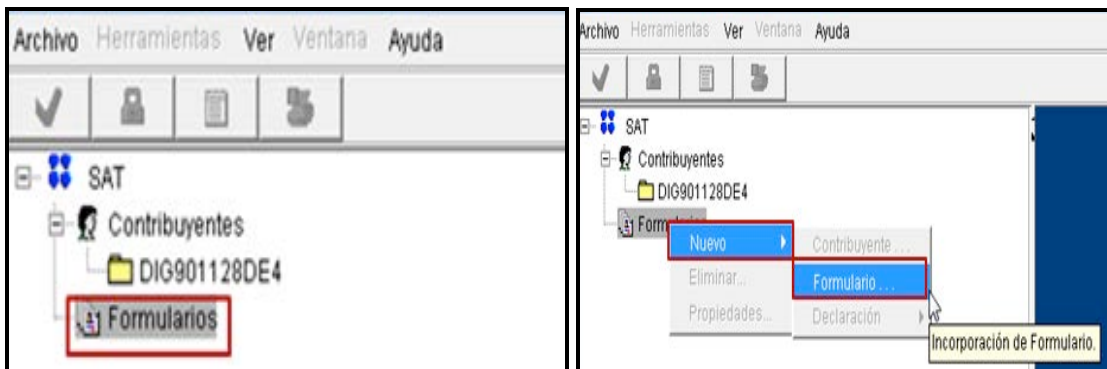 Archivo Herramientas Ver Ventana Ayuda
SAT
Contribuyentes
DIG901128DE4
Formularios
Archivo Herramientas Ver Ventana Ayuda
SAT
Contribuyentes
DIG901128DE4
Formularios
Nuevo
Eliminar...
Propiedades...
Contribuyente ...
Formulario ...
Declaración
Incorporación de Formulario.